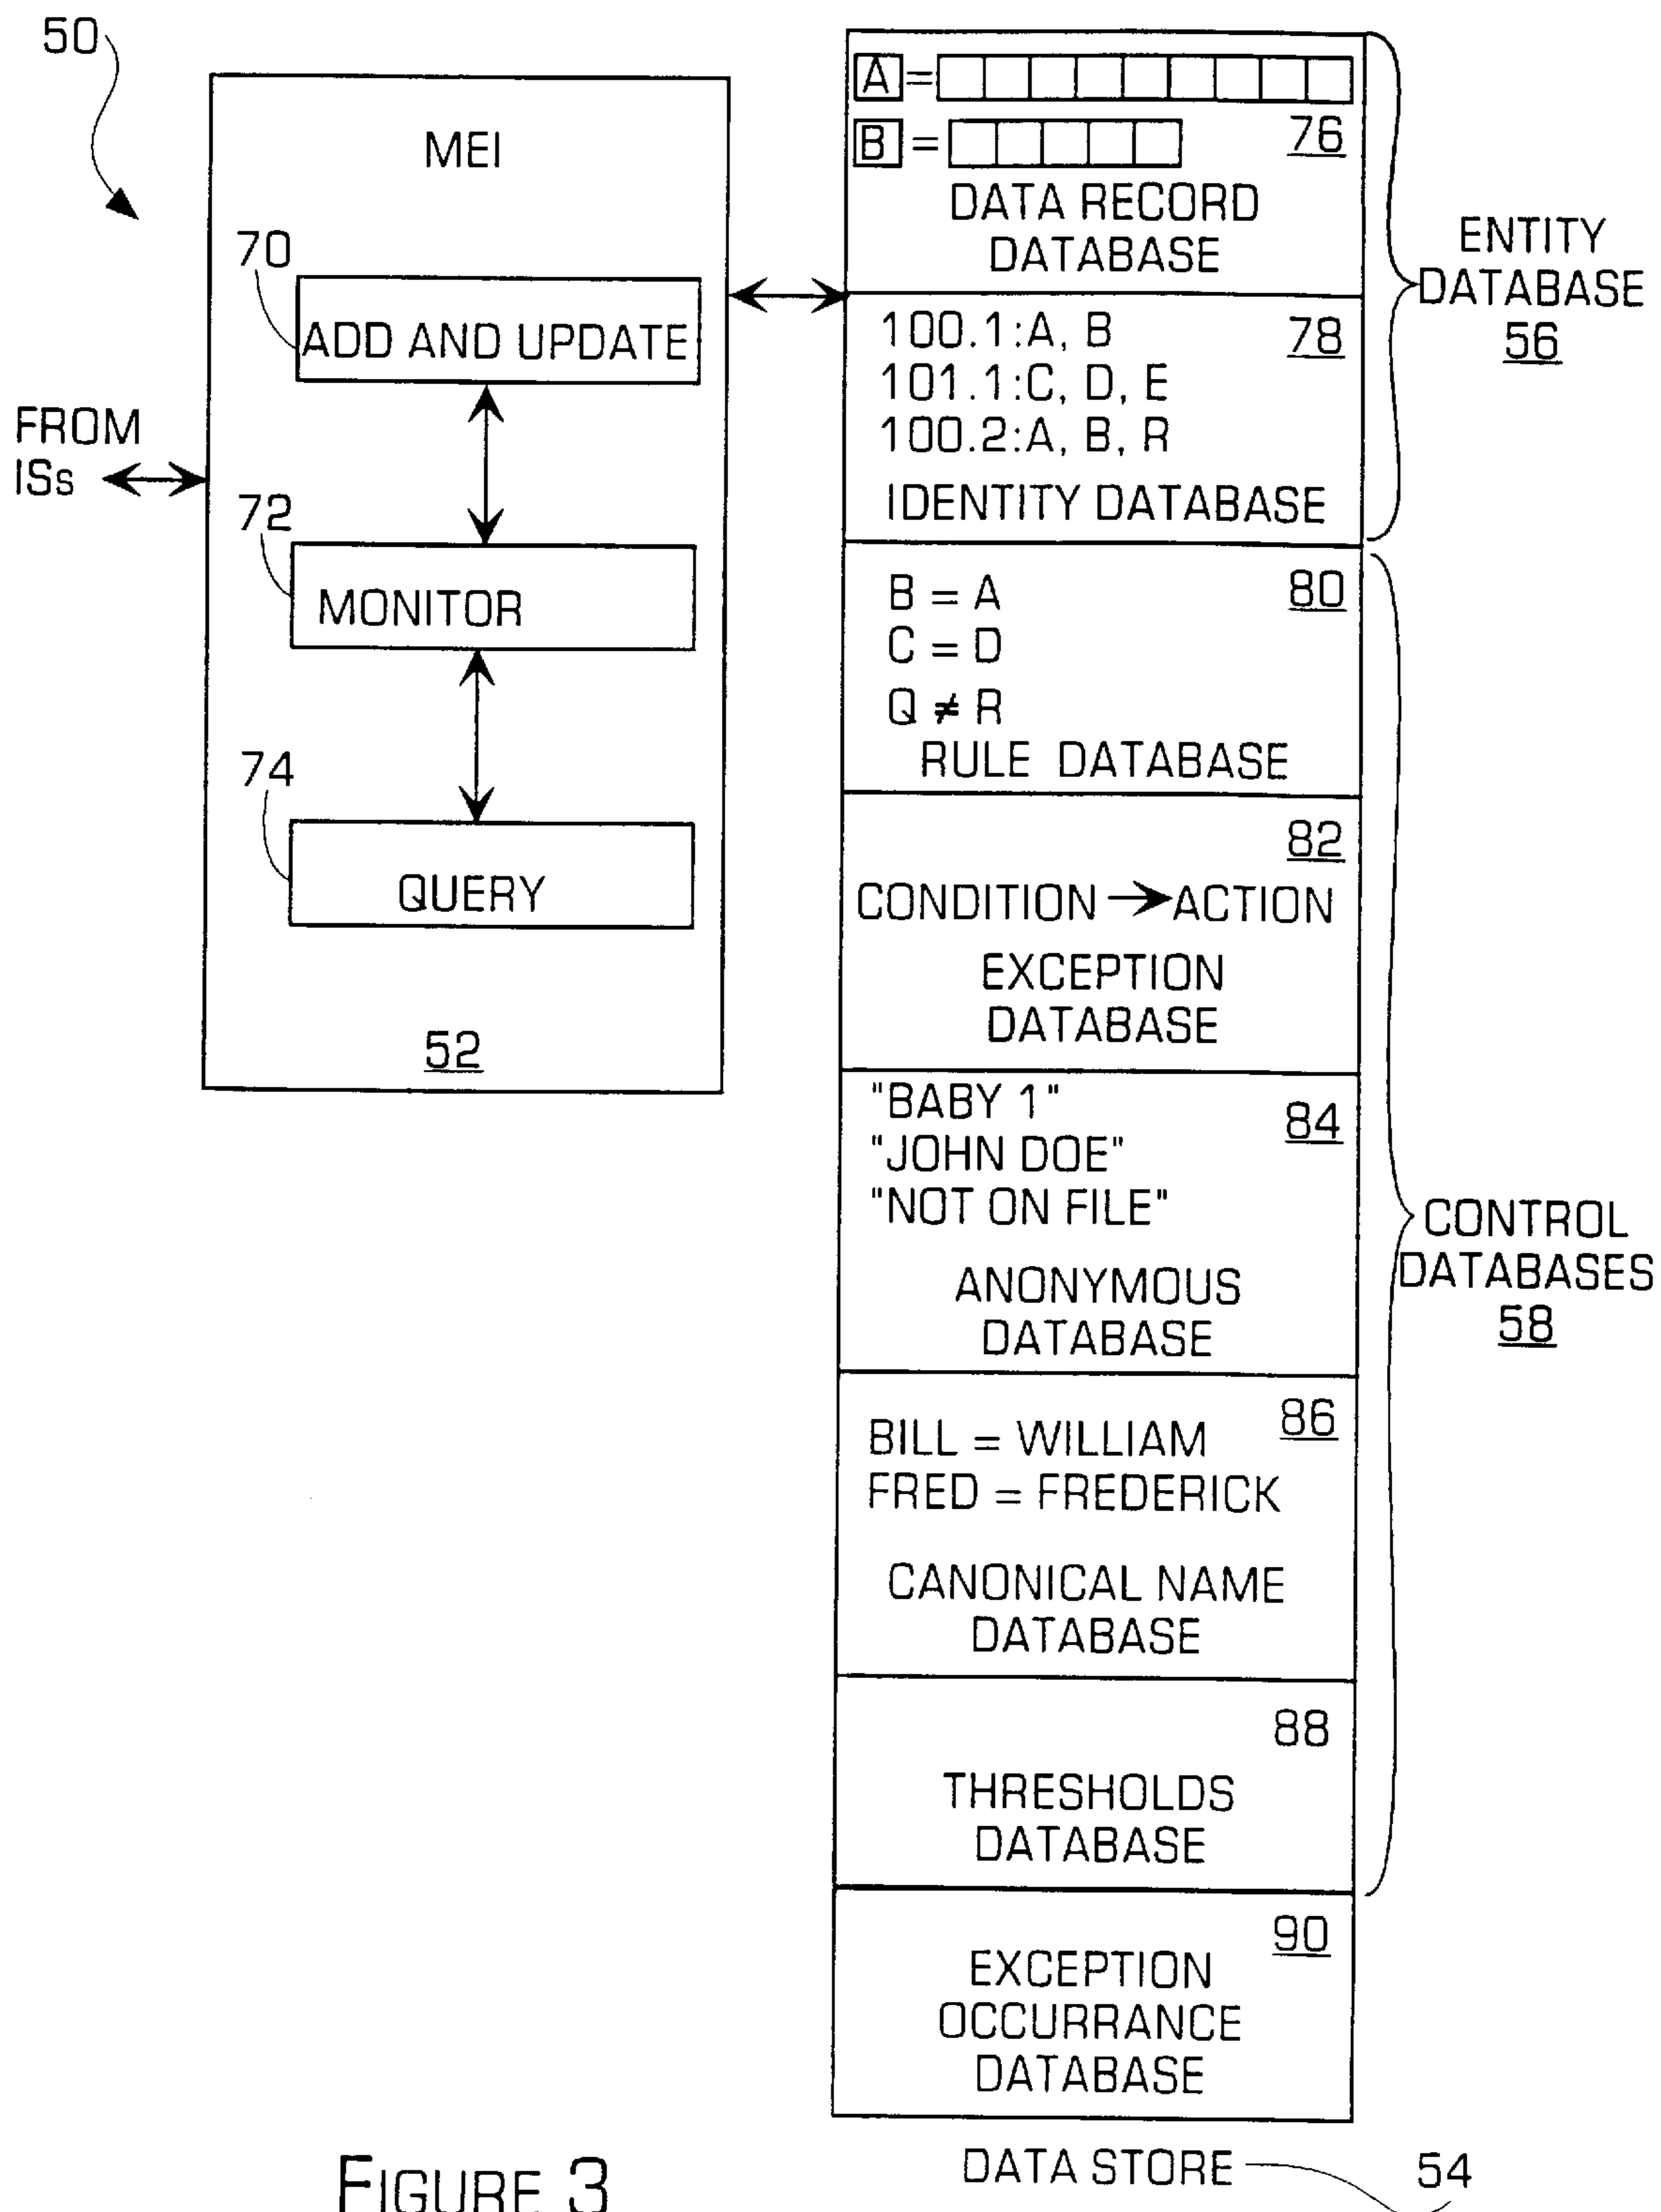 50
MEI
70
ADD AND UPDATE
FROM
ISs
72
MONITOR
74
QUERY
52
A =
B =
76
DATA RECORD
DATABASE
100.1:A, B
78
101.1:C, D, E
100.2:A, B, R
IDENTITY DATABASE
ENTITY
DATABASE
56
B = A
80
C = D
Q ≠ R
RULE DATABASE
82
CONDITION → ACTION
EXCEPTION
DATABASE
"BABY 1"
84
"JOHN DOE"
"NOT ON FILE"
ANONYMOUS
DATABASE
CONTROL
DATABASES
58
86
BILL = WILLIAM
FRED = FREDERICK
CANONICAL NAME
DATABASE
88
THRESHOLDS
DATABASE
90
EXCEPTION
OCCURRANCE
DATABASE
DATA STORE
54
FIGURE 3